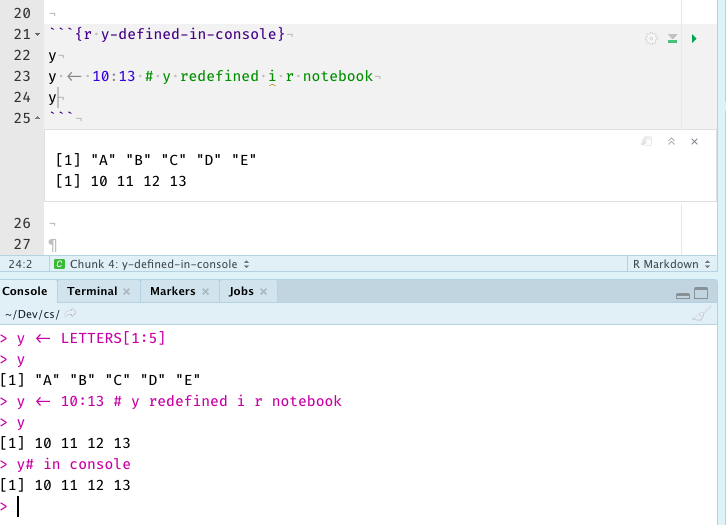 20 ¬
21 ```{r·y-defined-in-console}¬
22 y¬
23 y·←·10:13·#·y·redefined·i·r·notebook¬
24 y¬
25 ```¬
[1] "A" "B" "C" "D" "E"
[1] 10 11 12 13
26 ¬
27 ¶
24:2 C Chunk 4: y-defined-in-console R Markdown
Console Terminal Markers Jobs
~/Dev/cs/
> y ← LETTERS[1:5]
> y
[1] "A" "B" "C" "D" "E"
> y ← 10:13 # y redefined i r notebook
> y
[1] 10 11 12 13
> y# in console
[1] 10 11 12 13
>